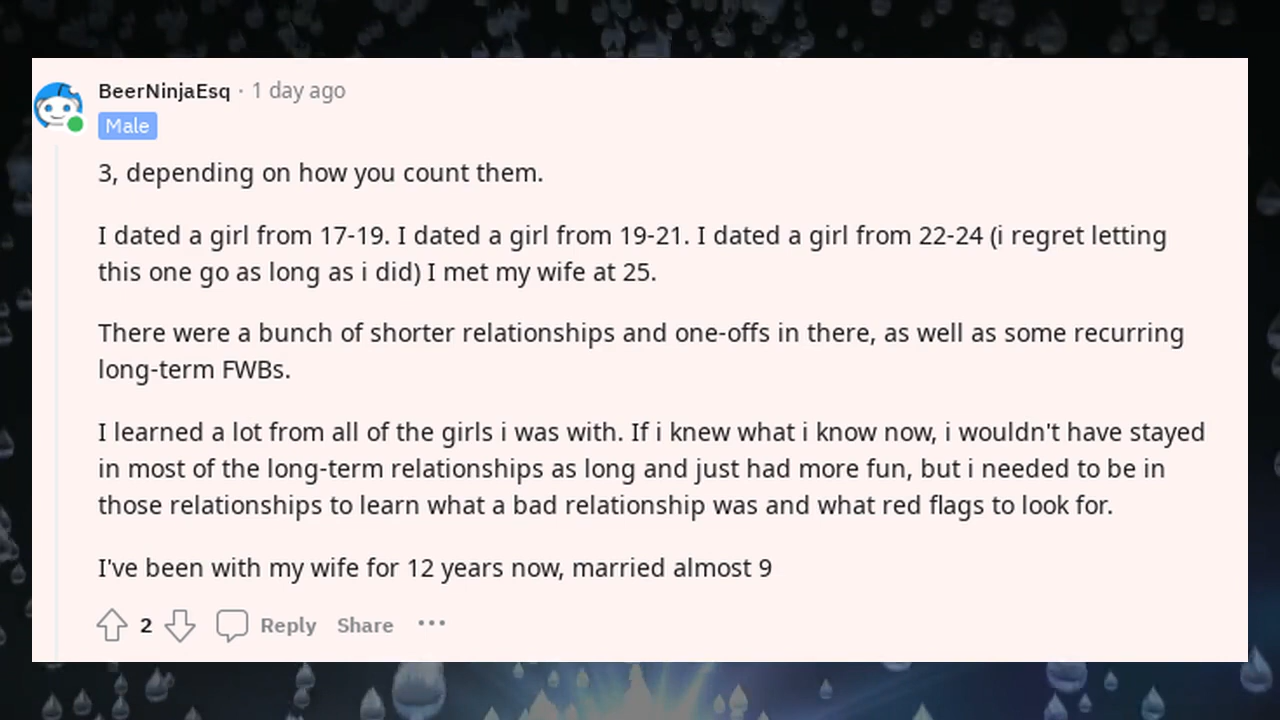 BeerNinjaEsq · 1 day ago
Male
3, depending on how you count them.
I dated a girl from 17-19. I dated a girl from 19-21. I dated a girl from 22-24 (i regret letting
this one go as long as i did) I met my wife at 25.
There were a bunch of shorter relationships and one-offs in there, as well as some recurring
long-term FWBs.
I learned a lot from all of the girls i was with. If i knew what i know now, i wouldn't have stayed
in most of the long-term relationships as long and just had more fun, but i needed to be in
those relationships to learn what a bad relationship was and what red flags to look for.
I've been with my wife for 12 years now, married almost 9
2 Reply Share ···